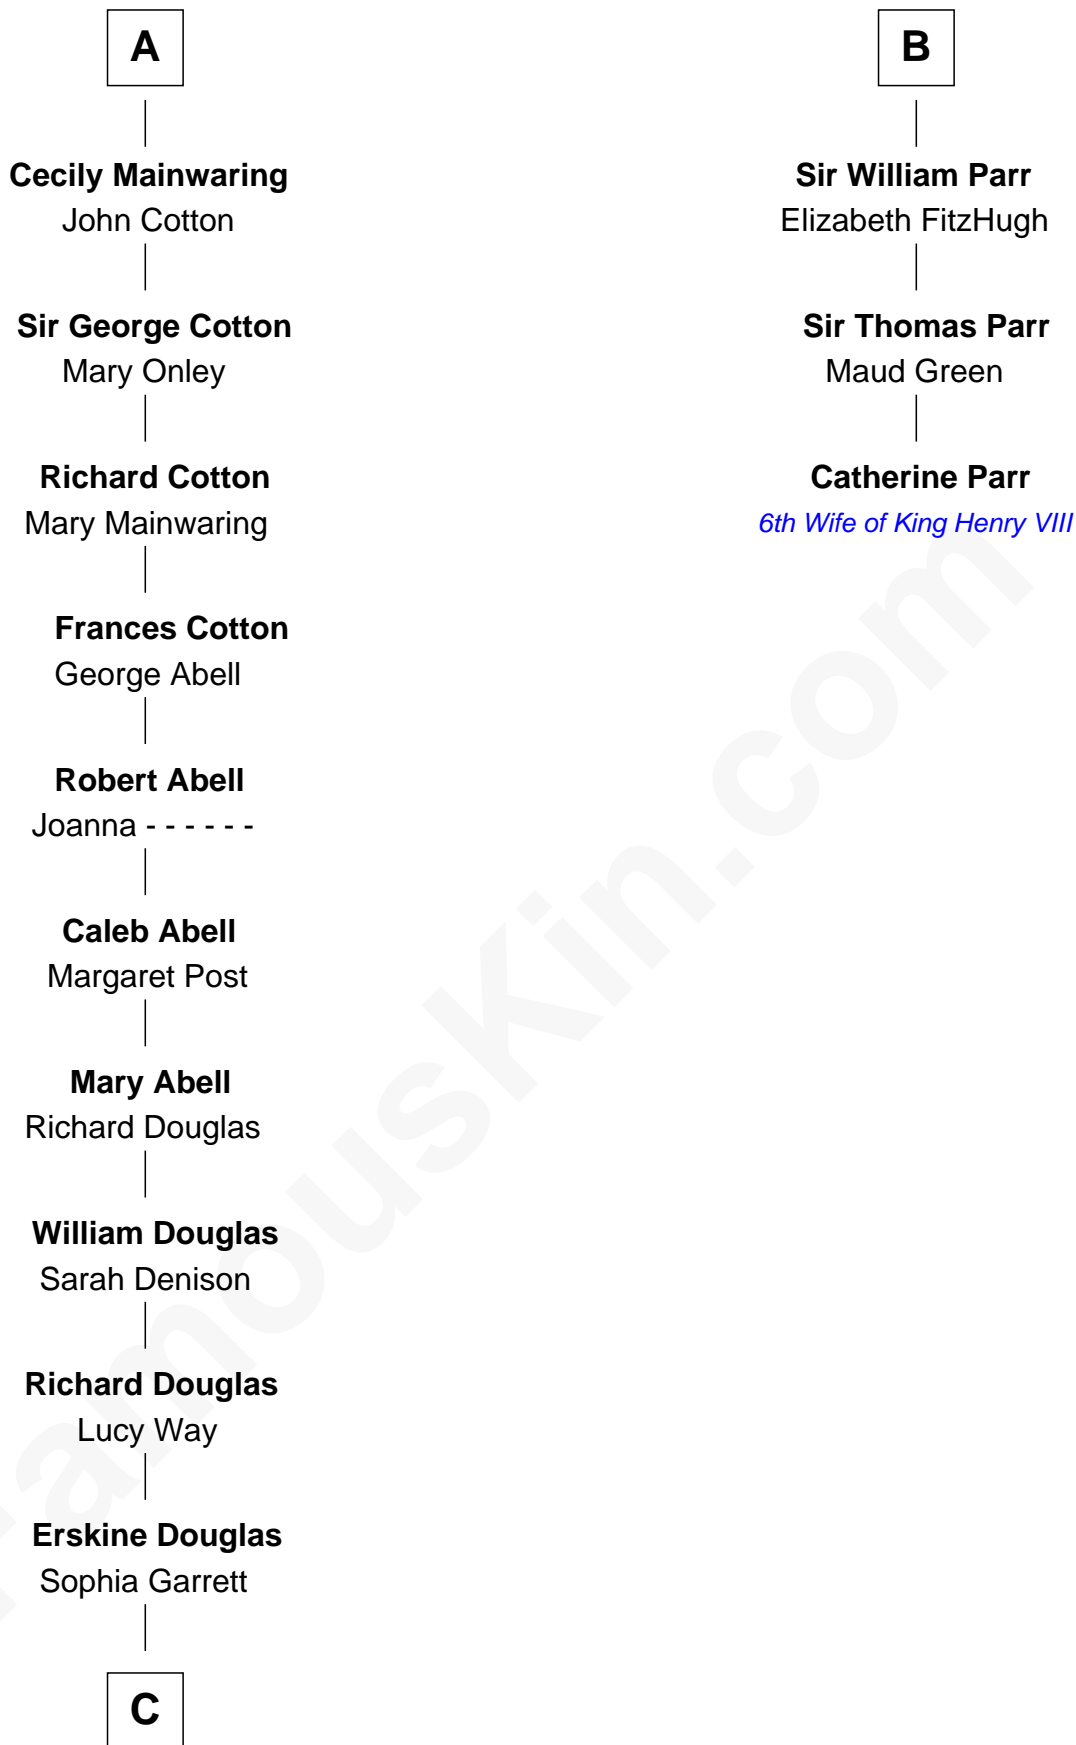 A
Cecily Mainwaring
John Cotton
Sir George Cotton
Mary Onley
Richard Cotton
Mary Mainwaring
Frances Cotton
George Abell
Robert Abell
Joanna - - - - - -
Caleb Abell
Margaret Post
Mary Abell
Richard Douglas
William Douglas
Sarah Denison
Richard Douglas
Lucy Way
Erskine Douglas
Sophia Garrett
C
B
Sir William Parr
Elizabeth FitzHugh
Sir Thomas Parr
Maud Green
Catherine Parr
6th Wife of King Henry VIII
FamousKin.com